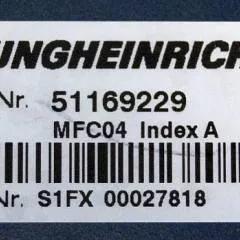 UNGHEINRICH
Nr. 51169229
MFC04 Index A
Nr. S1FX 00027818